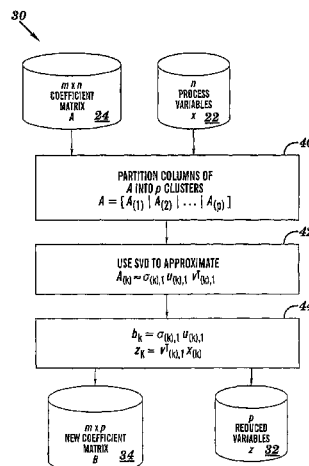 30
m x n
COEFFICIENT
MATRIX
A 24
n
PROCESS
VARIABLES
x 22
40
PARTITION COLUMNS OF
A INTO p CLUSTERS
A = [ A(1) | A(2) | ... | A(p) ]
42
USE SVD TO APPROXIMATE
A(k) ≈ σ(k),1 u(k),1 vT(k),1
44
bk = σ(k),1 u(k),1
zK = vT(k),1 x(k)
m x p
NEW COEFFICIENT
MATRIX
B 34
p
REDUCED
VARIABLES
z 32